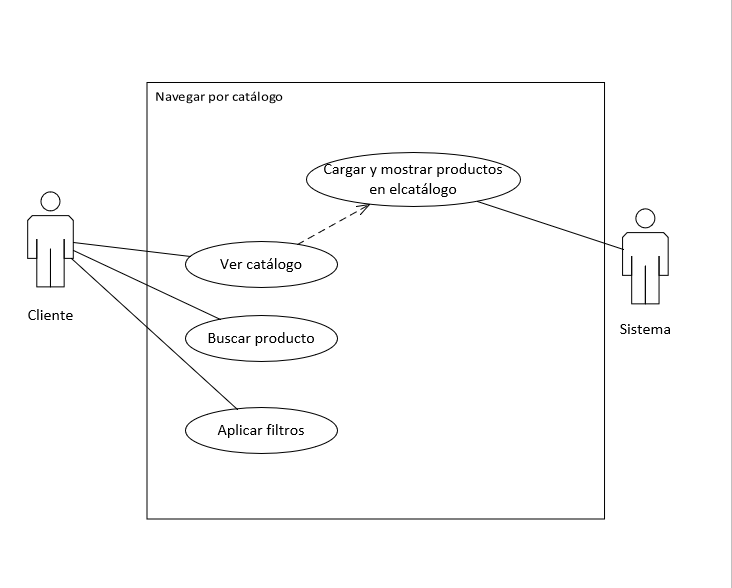 Navegar por catálogo
Cargar y mostrar productos
en elcatálogo
Ver catálogo
Cliente
Sistema
Buscar producto
Aplicar filtros